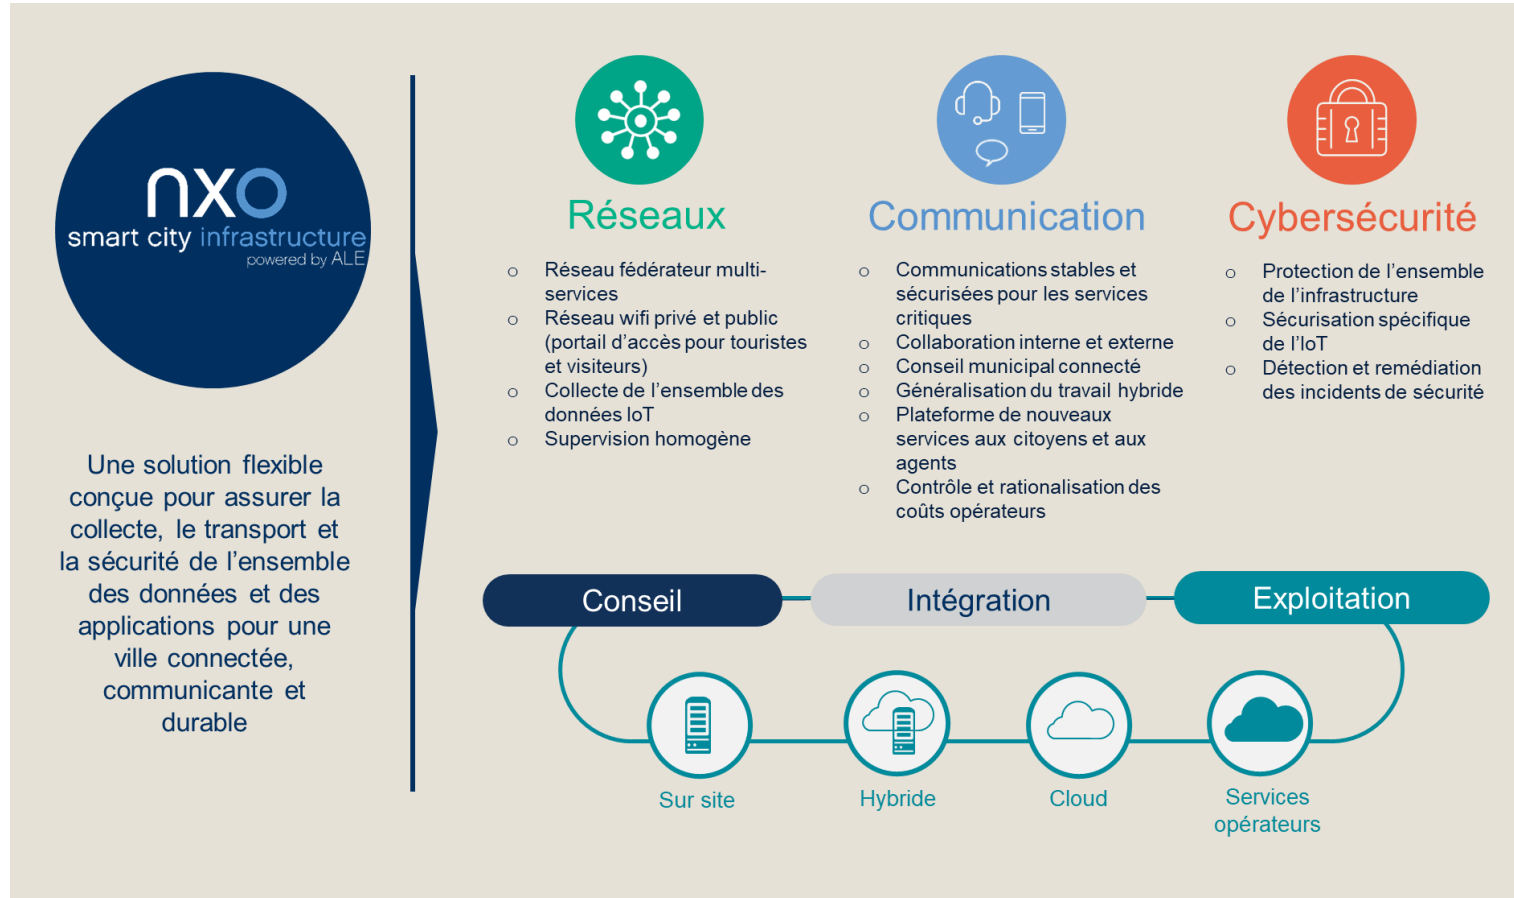 nxo
smart city infrastructure
powered by ALE
Une solution flexible
conçue pour assurer la
collecte, le transport et
la sécurité de l’ensemble
des données et des
applications pour une
ville connectée,
communicante et
durable
Réseaux
o Réseau fédérateur multi-
services
o Réseau wifi privé et public
(portail d’accès pour touristes
et visiteurs)
o Collecte de l’ensemble des
données IoT
o Supervision homogène
Communication
o Communications stables et
sécurisées pour les services
critiques
o Collaboration interne et externe
o Conseil municipal connecté
o Généralisation du travail hybride
o Plateforme de nouveaux
services aux citoyens et aux
agents
o Contrôle et rationalisation des
coûts opérateurs
Cybersécurité
o Protection de l’ensemble
de l’infrastructure
o Sécurisation spécifique
de l’IoT
o Détection et remédiation
des incidents de sécurité
Conseil
Intégration
Exploitation
Sur site
Hybride
Cloud
Services
opérateurs